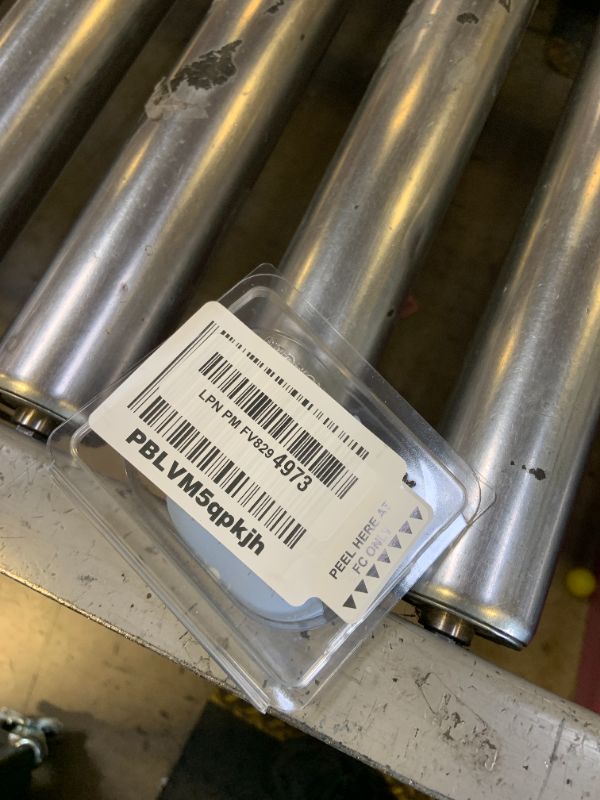 LPN PM FV829 4973
PBLVM5qpkjh
PEEL HERE AT
FC ONLY